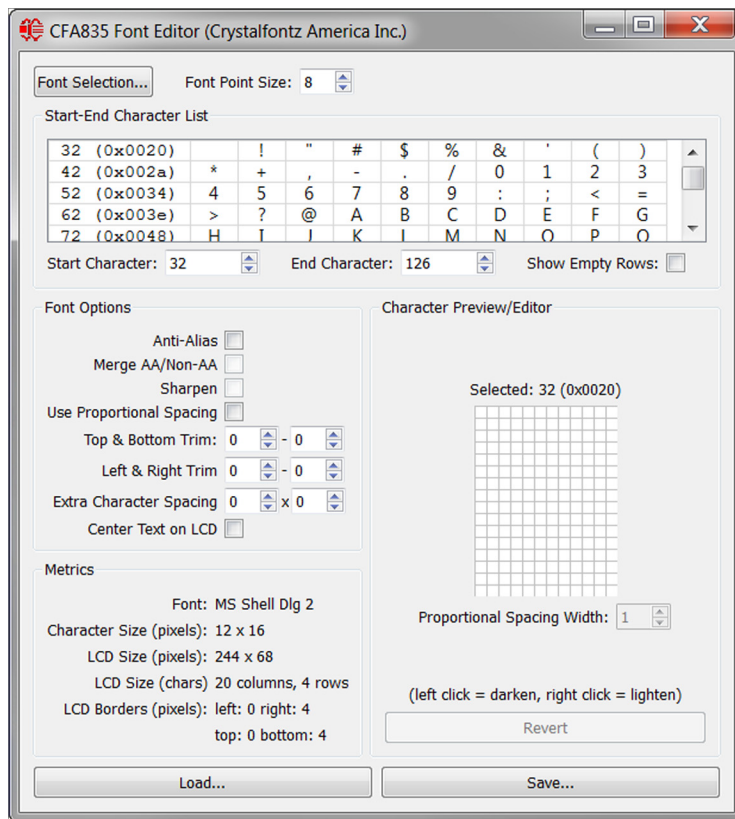 CFA835 Font Editor (Crystalfontz America Inc.)
Font Selection... Font Point Size: 8
Start-End Character List
32 (0x0020) ! " # $ % & ' ( )
42 (0x002a) * + , - . / 0 1 2 3
52 (0x0034) 4 5 6 7 8 9 : ; < =
62 (0x003e) > ? @ A B C D E F G
72 (0x0048) H I J K L M N O P Q
Start Character: 32 End Character: 126 Show Empty Rows:
Font Options
Anti-Alias
Merge AA/Non-AA
Sharpen
Use Proportional Spacing
Top & Bottom Trim: 0 - 0
Left & Right Trim 0 - 0
Extra Character Spacing 0 x 0
Center Text on LCD
Character Preview/Editor
Selected: 32 (0x0020)
Proportional Spacing Width: 1
(left click = darken, right click = lighten)
Revert
Metrics
Font: MS Shell Dlg 2
Character Size (pixels): 12 x 16
LCD Size (pixels): 244 x 68
LCD Size (chars) 20 columns, 4 rows
LCD Borders (pixels): left: 0 right: 4
top: 0 bottom: 4
Load... Save...